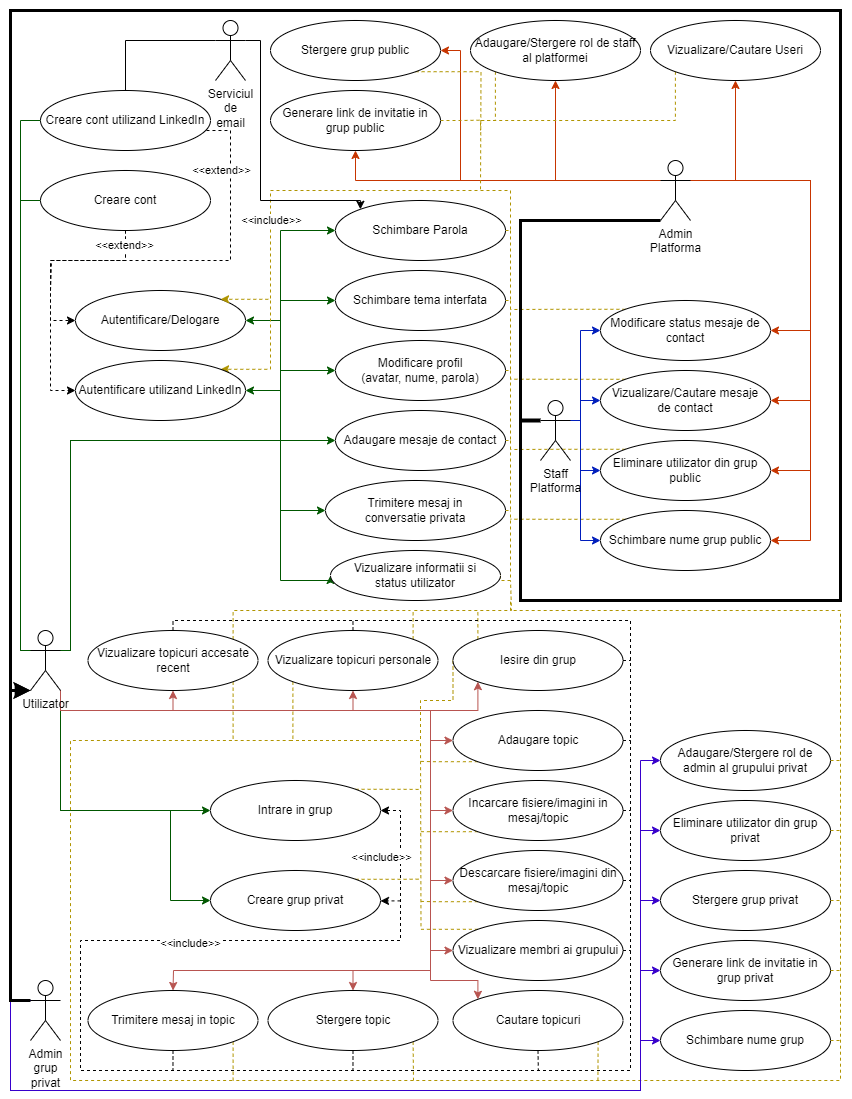 Stergere grup public
Adaugare/Stergere rol de staff
al platformei
Vizualizare/Cautare Useri
Serviciul
de
email
Creare cont utilizand LinkedIn
Generare link de invitatie in
grup public
<<extend>>
Creare cont
<<include>>
Schimbare Parola
Admin
Platforma
<<extend>>
Autentificare/Delogare
Schimbare tema interfata
Modificare status mesaje de
contact
Autentificare utilizand LinkedIn
Modificare profil
(avatar, nume, parola)
Vizualizare/Cautare mesaje
de contact
Adaugare mesaje de contact
Staff
Platforma
Eliminare utilizator din grup
public
Trimitere mesaj in
conversatie privata
Schimbare nume grup public
Vizualizare informatii si
status utilizator
Utilizator
Vizualizare topicuri accesate
recent
Vizualizare topicuri personale
Iesire din grup
Adaugare topic
Adaugare/Stergere rol de
admin al grupului privat
Intrare in grup
Incarcare fisiere/imagini in
mesaj/topic
Eliminare utilizator din grup
privat
<<include>>
Descarcare fisiere/imagini din
mesaj/topic
Creare grup privat
Stergere grup privat
<<include>>
Vizualizare membri ai grupului
Generare link de invitatie in
grup privat
Admin
grup
privat
Trimitere mesaj in topic
Stergere topic
Cautare topicuri
Schimbare nume grup